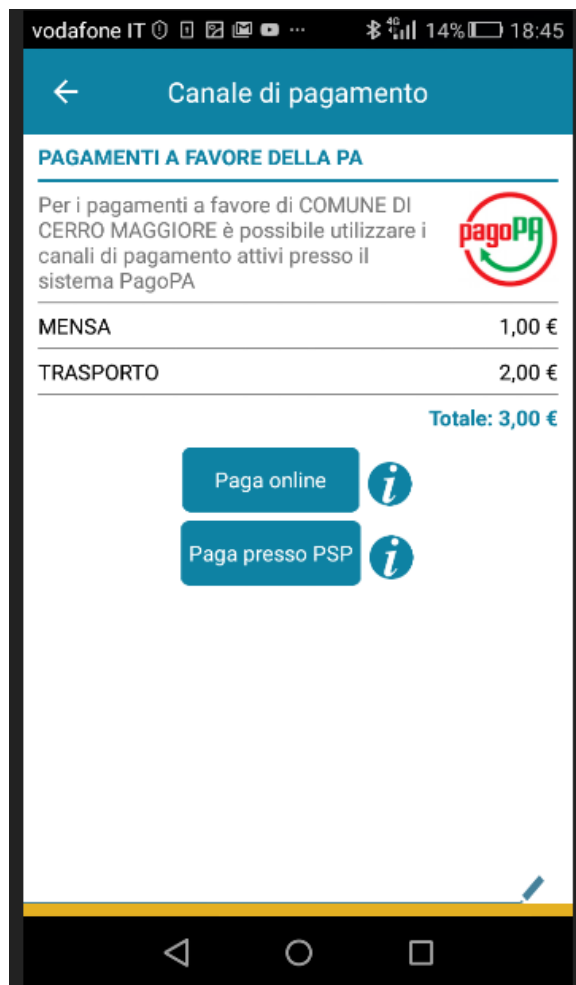 vodafone IT 4G 14% 18:45
Canale di pagamento
PAGAMENTI A FAVORE DELLA PA
Per i pagamenti a favore di COMUNE DI
CERRO MAGGIORE è possibile utilizzare i
canali di pagamento attivi presso il
sistema PagoPA
pagoPA
MENSA 1,00 €
TRASPORTO 2,00 €
Totale: 3,00 €
Paga online i
Paga presso PSP i